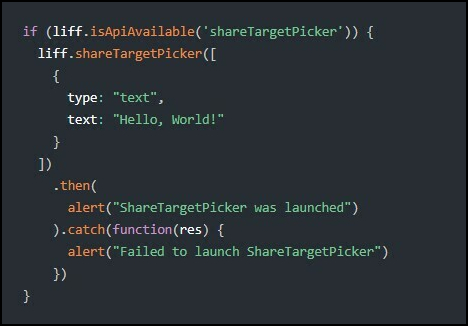 if (liff.isApiAvailable('shareTargetPicker')) {
  liff.shareTargetPicker([
    {
      type: "text",
      text: "Hello, World!"
    }
  ])
    .then(
      alert("ShareTargetPicker was launched")
    ).catch(function(res) {
      alert("Failed to launch ShareTargetPicker")
    })
}